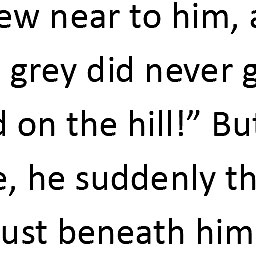 ew near to him, a
grey did never g
d on the hill!” But
e, he suddenly th
ust beneath him